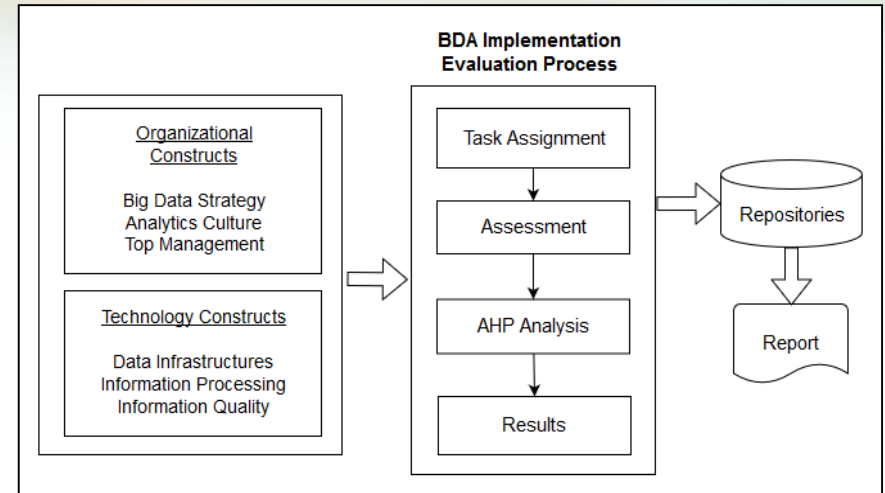 BDA Implementation
Evaluation Process
Organizational
Constructs
Big Data Strategy
Analytics Culture
Top Management
Technology Constructs
Data Infrastructures
Information Processing
Information Quality
Task Assignment
Assessment
AHP Analysis
Results
Repositories
Report